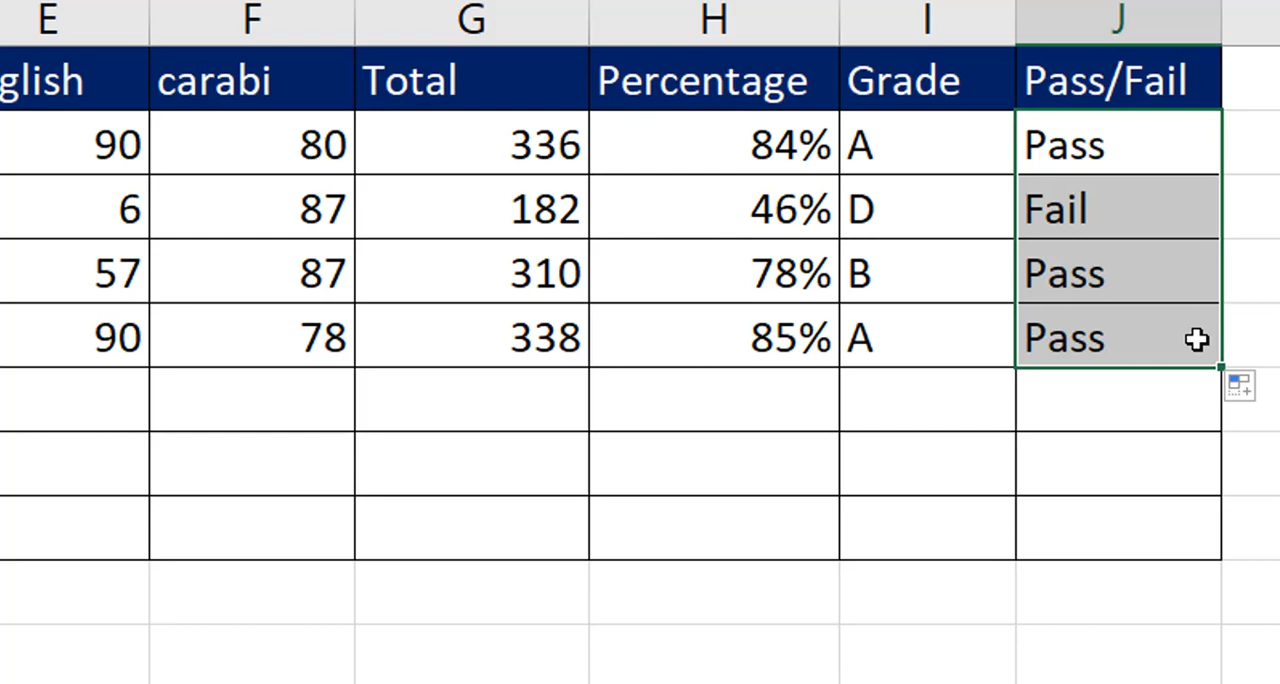 E F G H I J
glish carabi Total Percentage Grade Pass/Fail
90 80 336 84% A Pass
6 87 182 46% D Fail
57 87 310 78% B Pass
90 78 338 85% A Pass